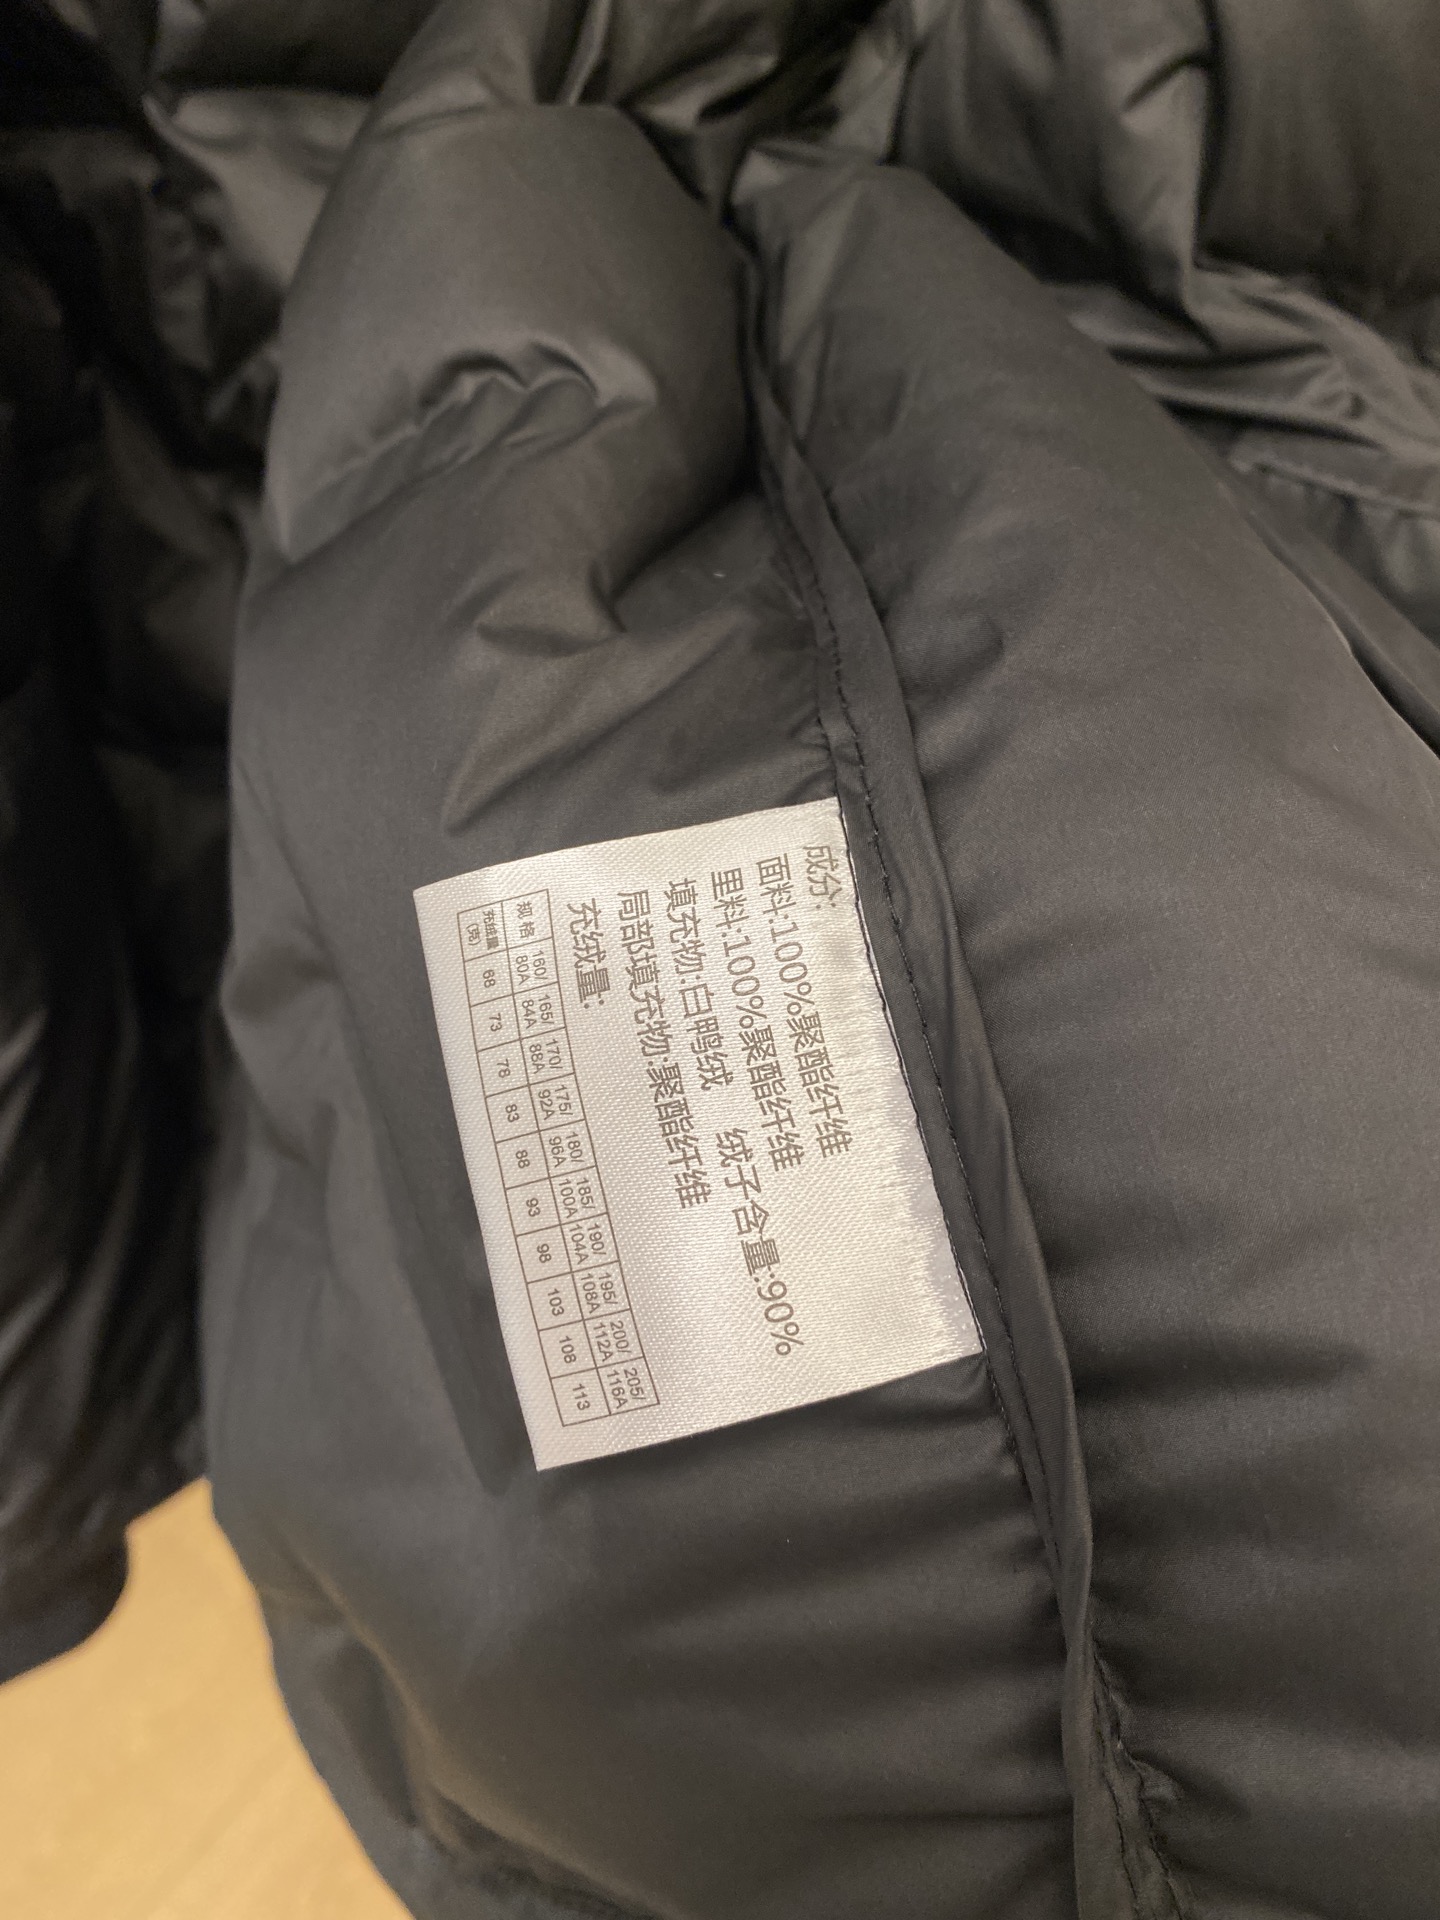 成分:
面料:100%聚酯纤维
里料:100%聚酯纤维
填充物:白鸭绒 绒子含量:90%
局部填充物:聚酯纤维
充绒量:
规格 160/80A 165/84A 170/88A 175/92A 180/96A 185/100A 190/104A 195/108A 200/112A 205/116A
充绒量(克) 68 73 78 83 88 93 98 103 108 113